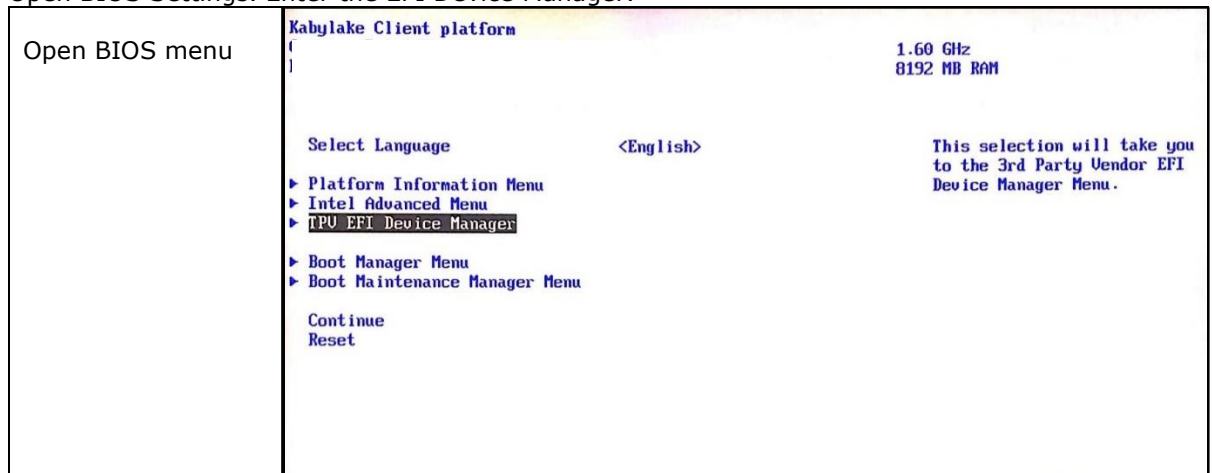 Open BIOS Settings. Enter the EFI Device Manager.
Open BIOS menu
Kabylake Client platform
1.60 GHz
8192 MB RAM
Select Language <English>
This selection will take you
to the 3rd Party Vendor EFI
Device Manager Menu.
▶ Platform Information Menu
▶ Intel Advanced Menu
▶ TPV EFI Device Manager
▶ Boot Manager Menu
▶ Boot Maintenance Manager Menu
Continue
Reset